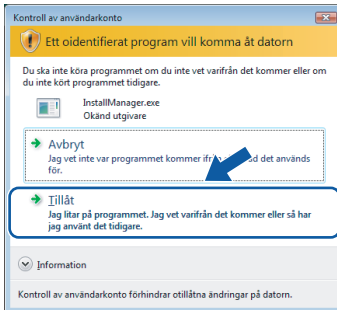 Kontroll av användarkonto
Ett oidentifierat program vill komma åt datorn
Du ska inte köra programmet om du inte vet varifrån det kommer eller om
du inte kört programmet tidigare.
InstallManager.exe
Okänd utgivare
Avbryt
Jag vet inte var programmet kommer det används
för.
Tillåt
Jag litar på programmet. Jag vet varifrån det kommer eller så har
jag använt det tidigare.
Information
Kontroll av användarkonto förhindrar otillåtna ändringar på datorn.